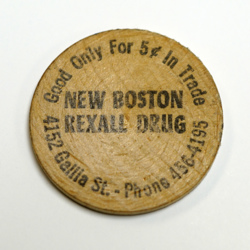 Good Only For 5¢ In Trade
NEW BOSTON
REXALL DRUG
4152 Gallia St. - Phone 456-4195